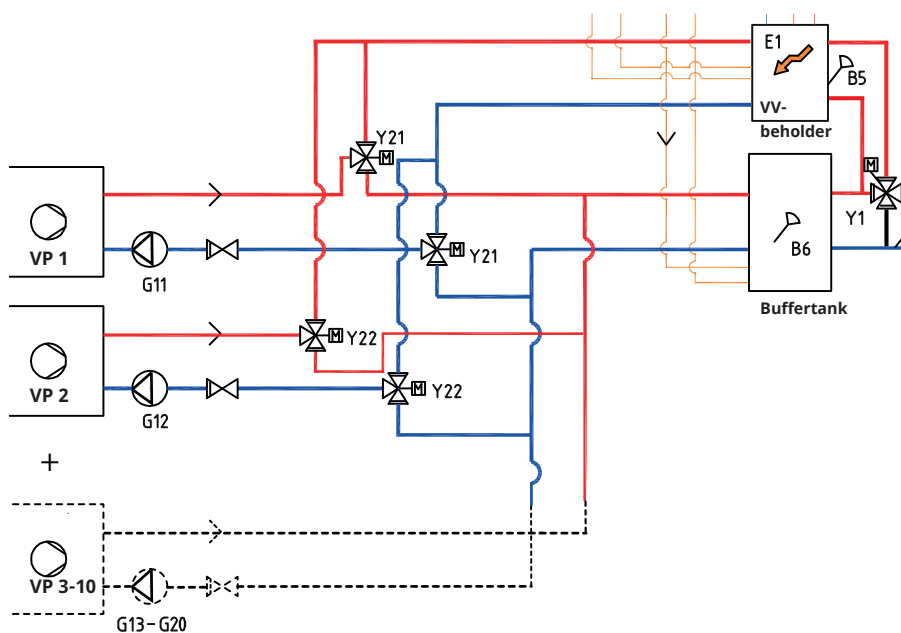 E1
B5
VV-
beholder
Y21
M
M
VP 1
Y1
G11
M
Y21
B6
Buffertank
M
Y22
VP 2
M
Y22
G12
+
VP 3-10
G13-G20